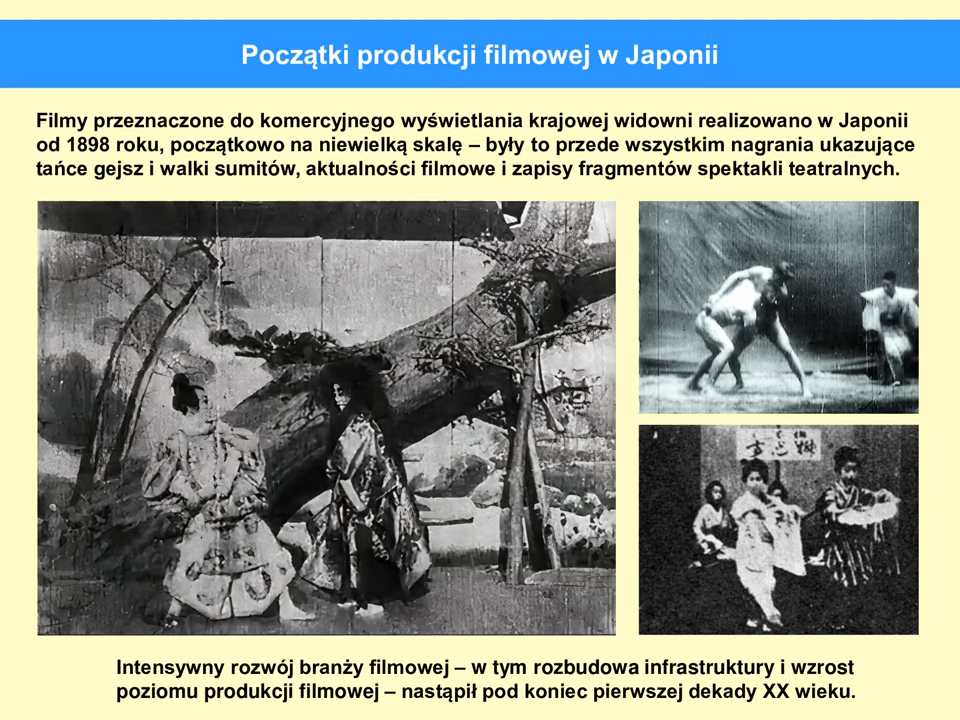 Początki produkcji filmowej w Japonii
Filmy przeznaczone do komercyjnego wyświetlania krajowej widowni realizowano w Japonii
od 1898 roku, początkowo na niewielką skalę – były to przede wszystkim nagrania ukazujące
tańce gejsz i walki sumitów, aktualności filmowe i zapisy fragmentów spektakli teatralnych.
Intensywny rozwój branży filmowej – w tym rozbudowa infrastruktury i wzrost
poziomu produkcji filmowej – nastąpił pod koniec pierwszej dekady XX wieku.